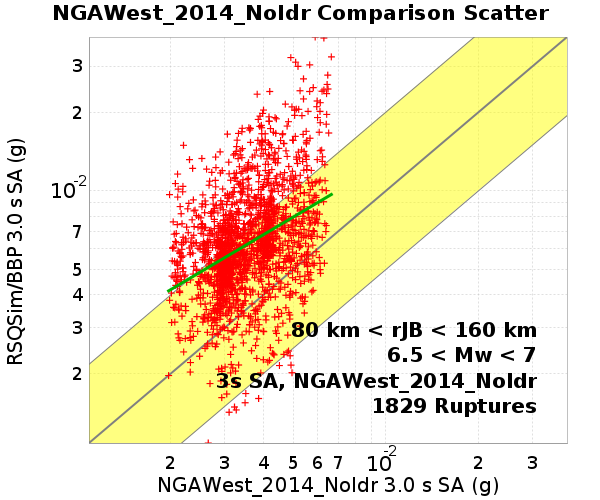 NGAWest_2014_NoIdr Comparison Scatter
RSQSim/BBP 3.0 s SA (g)
3
2
10-2
7
5
4
3
2
80 km < rJB < 160 km
6.5 < Mw < 7
3s SA, NGAWest_2014_NoIdr
1829 Ruptures
2 3 4 5 6 7 10-2 2 3
NGAWest_2014_NoIdr 3.0 s SA (g)